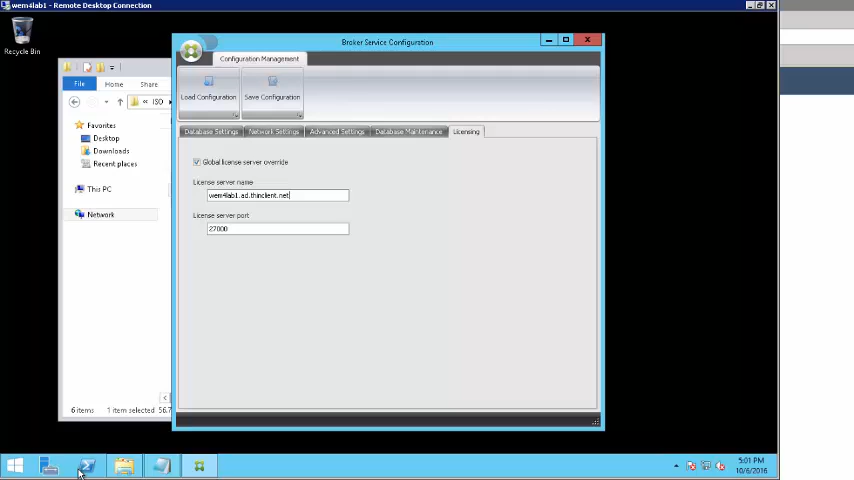 wem4lab1 - Remote Desktop Connection
Recycle Bin
File Home Share
ISO
Favorites
Desktop
Downloads
Recent places
This PC
Network
6 items 1 item selected 56.7
Broker Service Configuration
Configuration Management
Load Configuration Save Configuration
Database Settings Network Settings Advanced Settings Database Maintenance Licensing
Global license server override
License server name
wem4lab1.ad.thinclient.net
License server port
27000
5:01 PM
10/6/2016